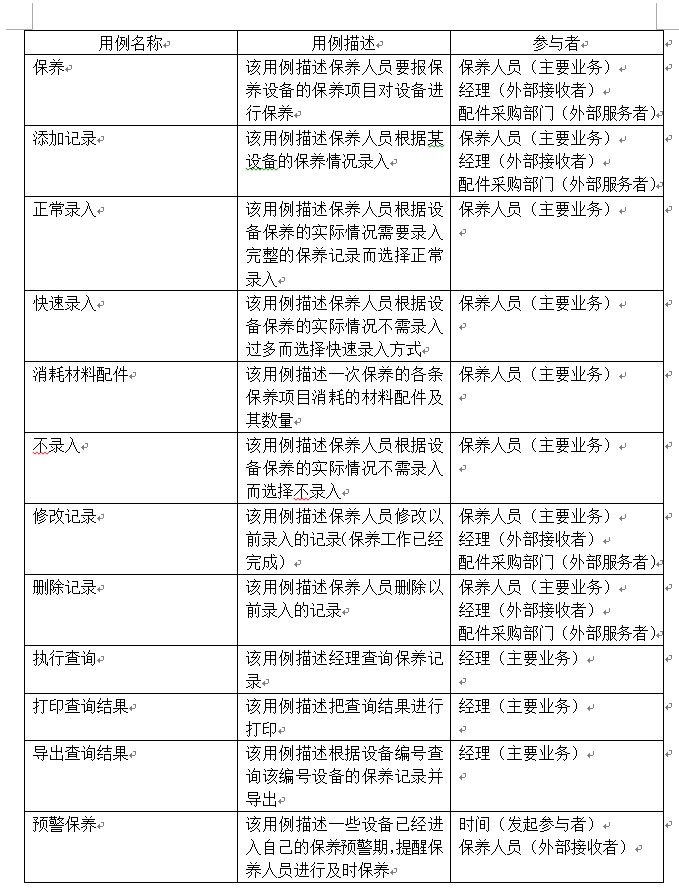 用例名称 用例描述 参与者
保养 该用例描述保养人员要报保 保养人员（主要业务）
养设备的保养项目对设备进 经理（外部接收者）
行保养 配件采购部门（外部服务者）
添加记录 该用例描述保养人员根据某 保养人员（主要业务）
设备的保养情况录入 经理（外部接收者）
配件采购部门（外部服务者）
正常录入 该用例描述保养人员根据设 保养人员（主要业务）
备保养的实际情况需要录入
完整的保养记录而选择正常
录入
快速录入 该用例描述保养人员根据设 保养人员（主要业务）
备保养的实际情况不需录入
过多而选择快速录入方式
消耗材料配件 该用例描述一次保养的各条 保养人员（主要业务）
保养项目消耗的材料配件及
其数量
不录入 该用例描述保养人员根据设 保养人员（主要业务）
备保养的实际情况不需录入
而选择不录入
修改记录 该用例描述保养人员修改以 保养人员（主要业务）
前录入的记录(保养工作已经 经理（外部接收者）
完成） 配件采购部门（外部服务者）
删除记录 该用例描述保养人员删除以 保养人员（主要业务）
前录入的记录 经理（外部接收者）
配件采购部门（外部服务者）
执行查询 该用例描述经理查询保养记 经理（主要业务）
录
打印查询结果 该用例描述把查询结果进行 经理（主要业务）
打印
导出查询结果 该用例描述根据设备编号查 经理（主要业务）
询该编号设备的保养记录并
导出
预警保养 该用例描述一些设备已经进 时间（发起参与者）
入自己的保养预警期,提醒保 保养人员（外部接收者）
养人员进行及时保养